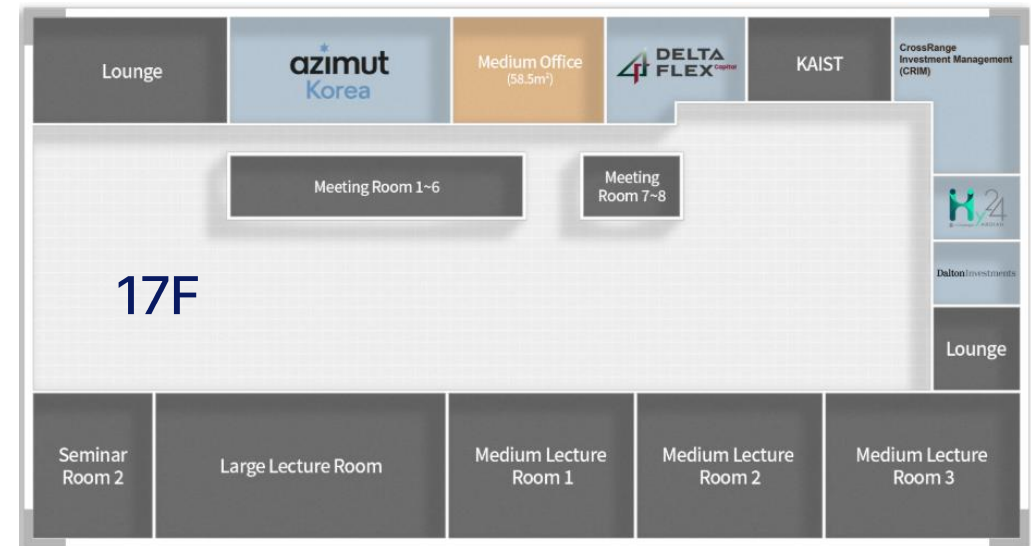 Lounge
azimut
Korea
Medium Office
(58.5m²)
DELTA
FLEX Capital
KAIST
CrossRange
Investment Management
(CRIM)
Meeting Room 1~6
Meeting
Room 7~8
Hy24
17F
Dalton Investments
Lounge
Seminar
Room 2
Large Lecture Room
Medium Lecture
Room 1
Medium Lecture
Room 2
Medium Lecture
Room 3